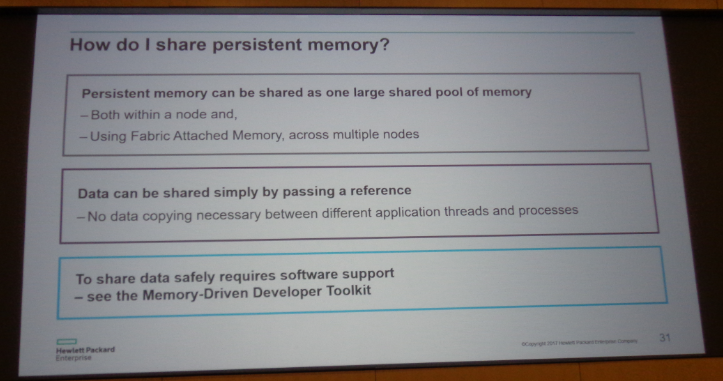 How do I share persistent memory?
Persistent memory can be shared as one large shared pool of memory
– Both within a node and,
– Using Fabric Attached Memory, across multiple nodes
Data can be shared simply by passing a reference
– No data copying necessary between different application threads and processes
To share data safely requires software support
– see the Memory-Driven Developer Toolkit
Hewlett Packard
Enterprise
©Copyright 2017 Hewlett Packard Enterprise Company
31